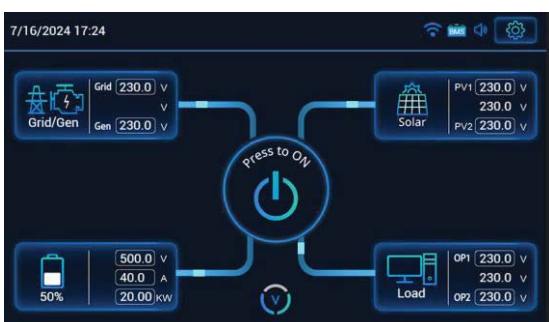 7/16/2024 17:24
BMS
Grid/Gen
Grid 230.0 V
V
Gen 230.0 V
Solar
PV1 230.0 V
230.0 V
PV2 230.0 V
Press to ON
50%
500.0 V
40.0 A
20.00 KW
V
Load
OP1 230.0 V
230.0 V
OP2 230.0 V